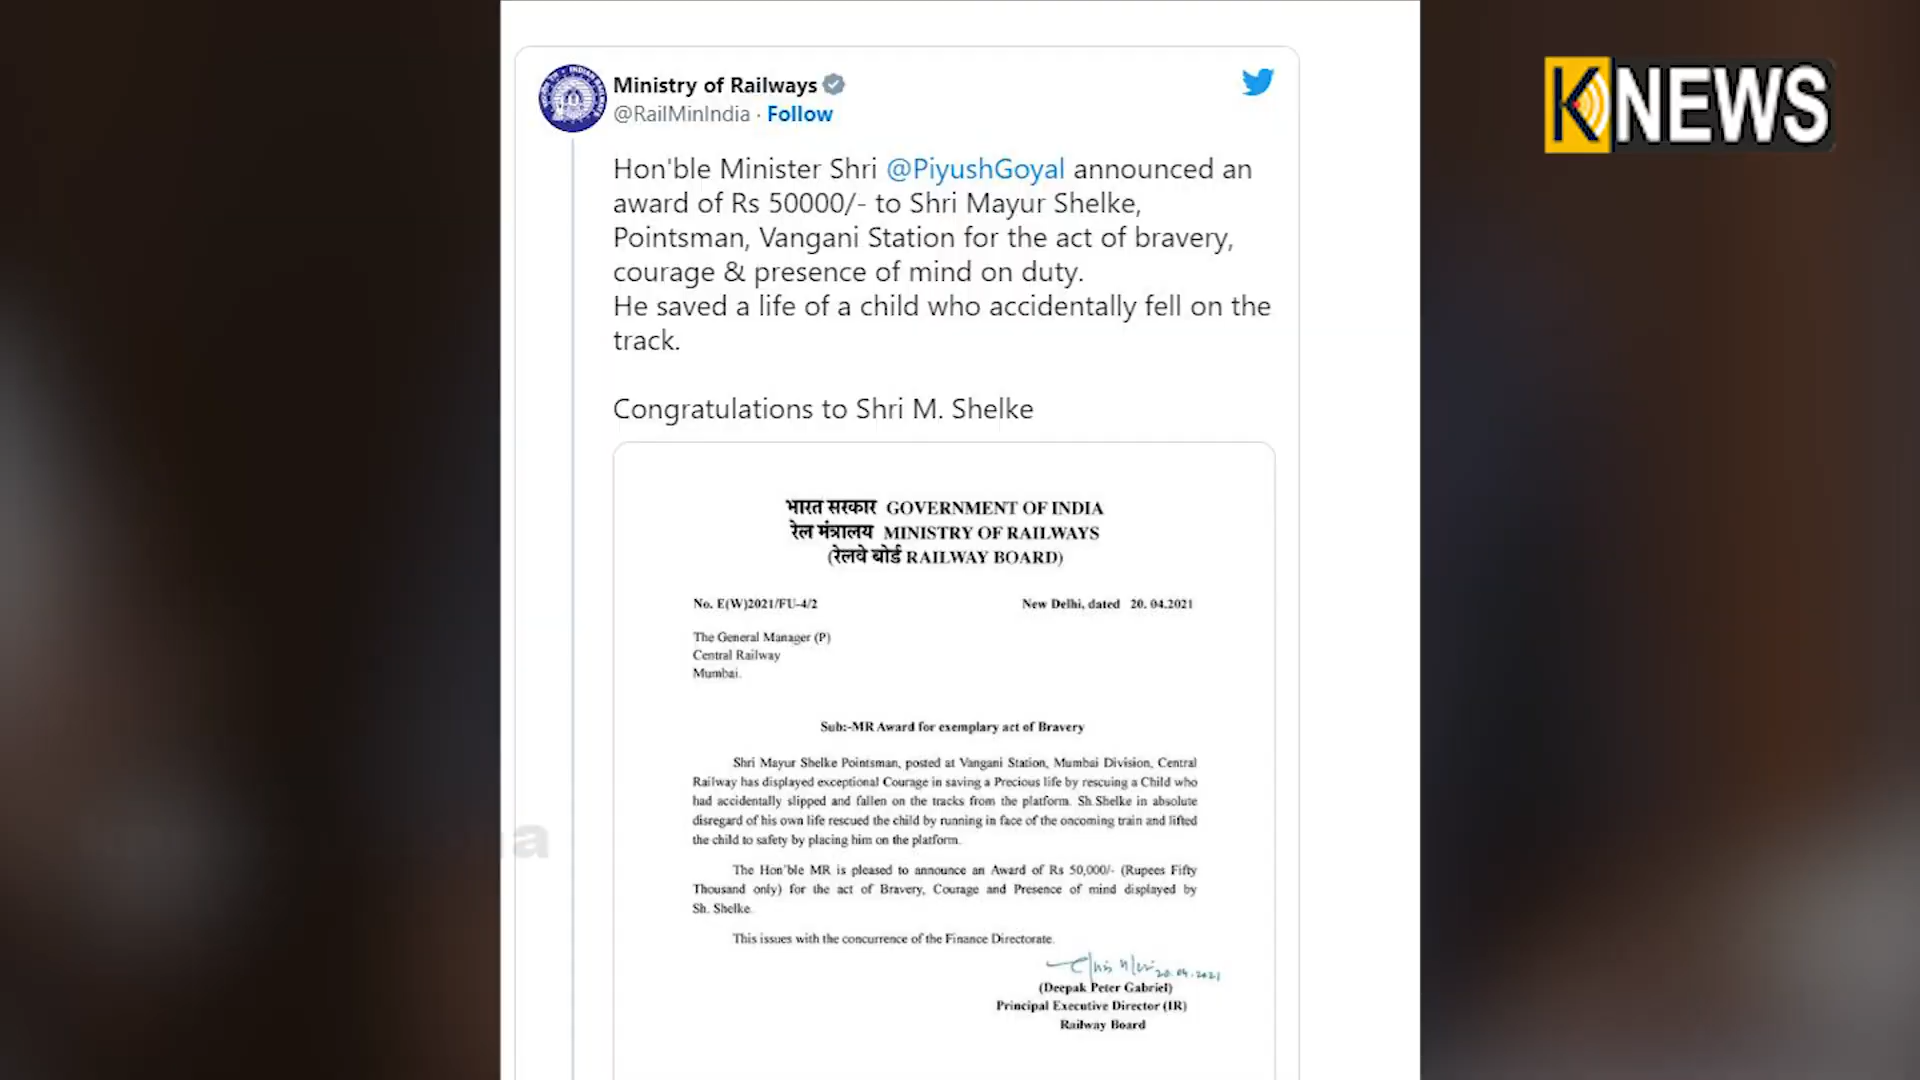 KNEWS
Ministry of Railways
@RailMinIndia · Follow
Hon'ble Minister Shri @PiyushGoyal announced an
award of Rs 50000/- to Shri Mayur Shelke,
Pointsman, Vangani Station for the act of bravery,
courage & presence of mind on duty.
He saved a life of a child who accidentally fell on the
track.
Congratulations to Shri M. Shelke
भारत सरकार GOVERNMENT OF INDIA
रेल मंत्रालय MINISTRY OF RAILWAYS
(रेलवे बोर्ड RAILWAY BOARD)
No. E(W)2021/FU-4/2 New Delhi, dated 20. 04.2021
The General Manager (P)
Central Railway
Mumbai.
Sub:-MR Award for exemplary act of Bravery
Shri Mayur Shelke Pointsman, posted at Vangani Station, Mumbai Division, Central
Railway has displayed exceptional Courage in saving a Precious life by rescuing a Child who
had accidentally slipped and fallen on the tracks from the platform. Sh.Shelke in absolute
disregard of his own life rescued the child by running in face of the oncoming train and lifted
the child to safety by placing him on the platform.
The Hon'ble MR is pleased to announce an Award of Rs 50,000/- (Rupees Fifty
Thousand only) for the act of Bravery, Courage and Presence of mind displayed by
Sh. Shelke.
This issues with the concurrence of the Finance Directorate.
20.04.2021
(Deepak Peter Gabriel)
Principal Executive Director (IR)
Railway Board